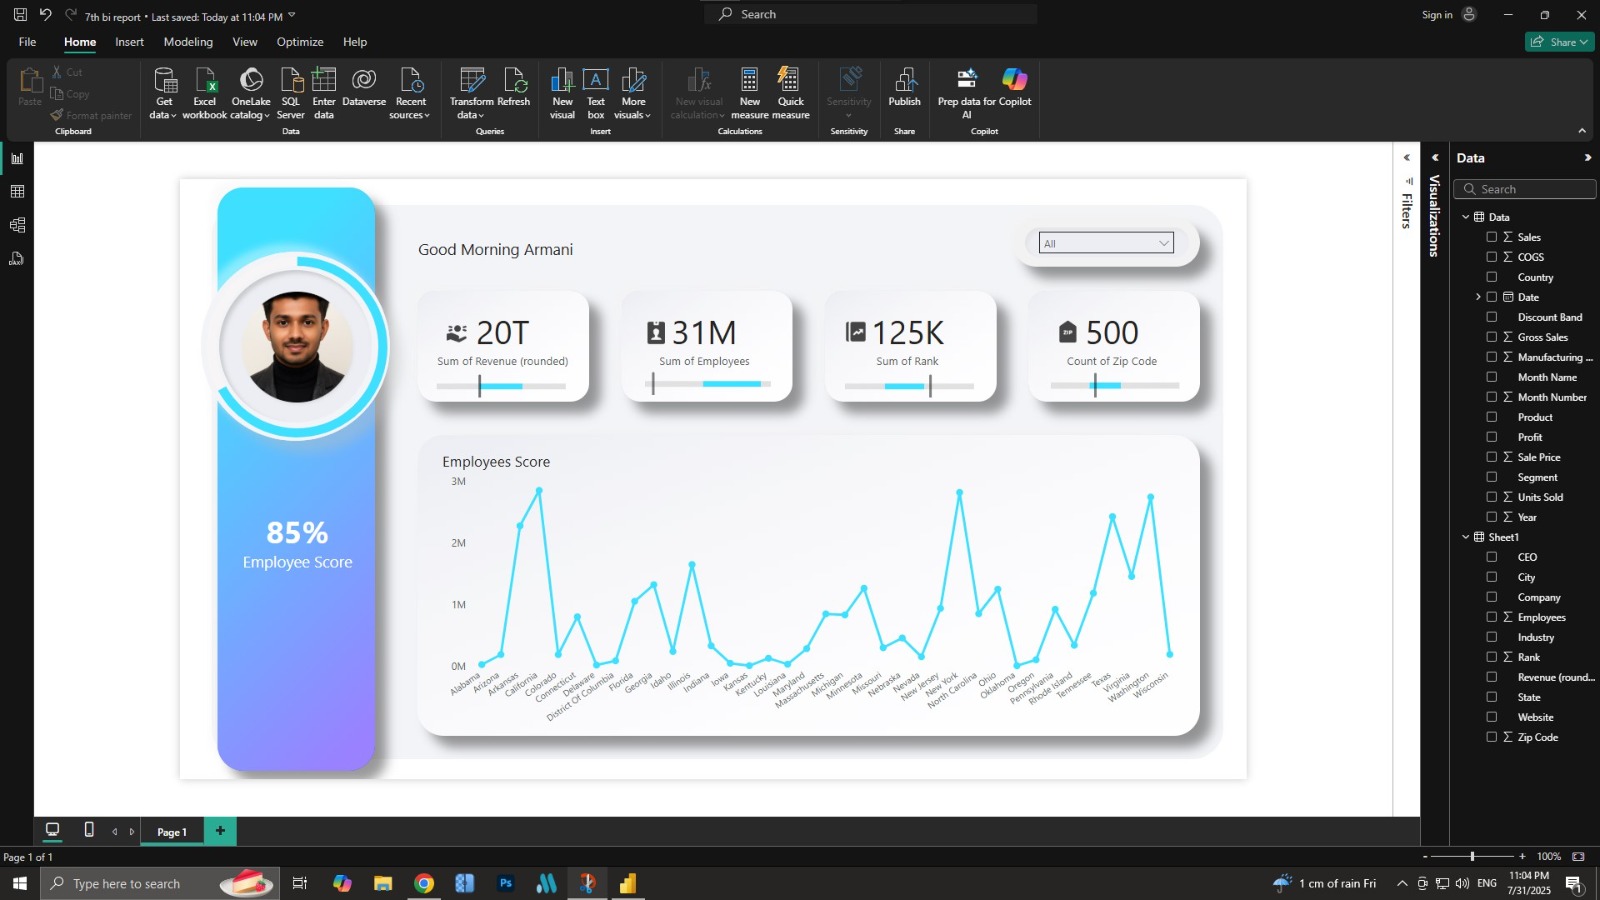 7th bi report • Last saved: Today at 11:04 PM
Search
Sign in
File
Home
Insert
Modeling
View
Optimize
Help
Share
Paste
Cut
Copy
Format painter
Clipboard
Get data
Excel workbook
OneLake catalog
SQL Server
Enter data
Dataverse
Recent sources
Data
Transform data
Refresh
Queries
New visual
Text box
More visuals
Insert
New visual calculation
New measure
Quick measure
Calculations
Sensitivity
Sensitivity
Publish
Share
Prep data for AI
Copilot
Copilot
Good Morning Armani
All
20T
Sum of Revenue (rounded)
31M
Sum of Employees
125K
Sum of Rank
ZIP
500
Count of Zip Code
85%
Employee Score
Employees Score
3M
2M
1M
0M
Alabama
Arizona
Arkansas
California
Colorado
Connecticut
Delaware
District Of Columbia
Florida
Georgia
Idaho
Illinois
Indiana
Iowa
Kansas
Kentucky
Louisiana
Maryland
Massachusetts
Michigan
Minnesota
Missouri
Nebraska
Nevada
New Jersey
New York
North Carolina
Ohio
Oklahoma
Oregon
Pennsylvania
Rhode Island
Tennessee
Texas
Virginia
Washington
Wisconsin
Filters
Visualizations
Data
Search
Data
Sales
COGS
Country
Date
Discount Band
Gross Sales
Manufacturing ...
Month Name
Month Number
Product
Profit
Sale Price
Segment
Units Sold
Year
Sheet1
CEO
City
Company
Employees
Industry
Rank
Revenue (round...
State
Website
Zip Code
Page 1
Page 1 of 1
- + 100%
Type here to search
Ps
1 cm of rain Fri
ENG
11:04 PM
7/31/2025
1